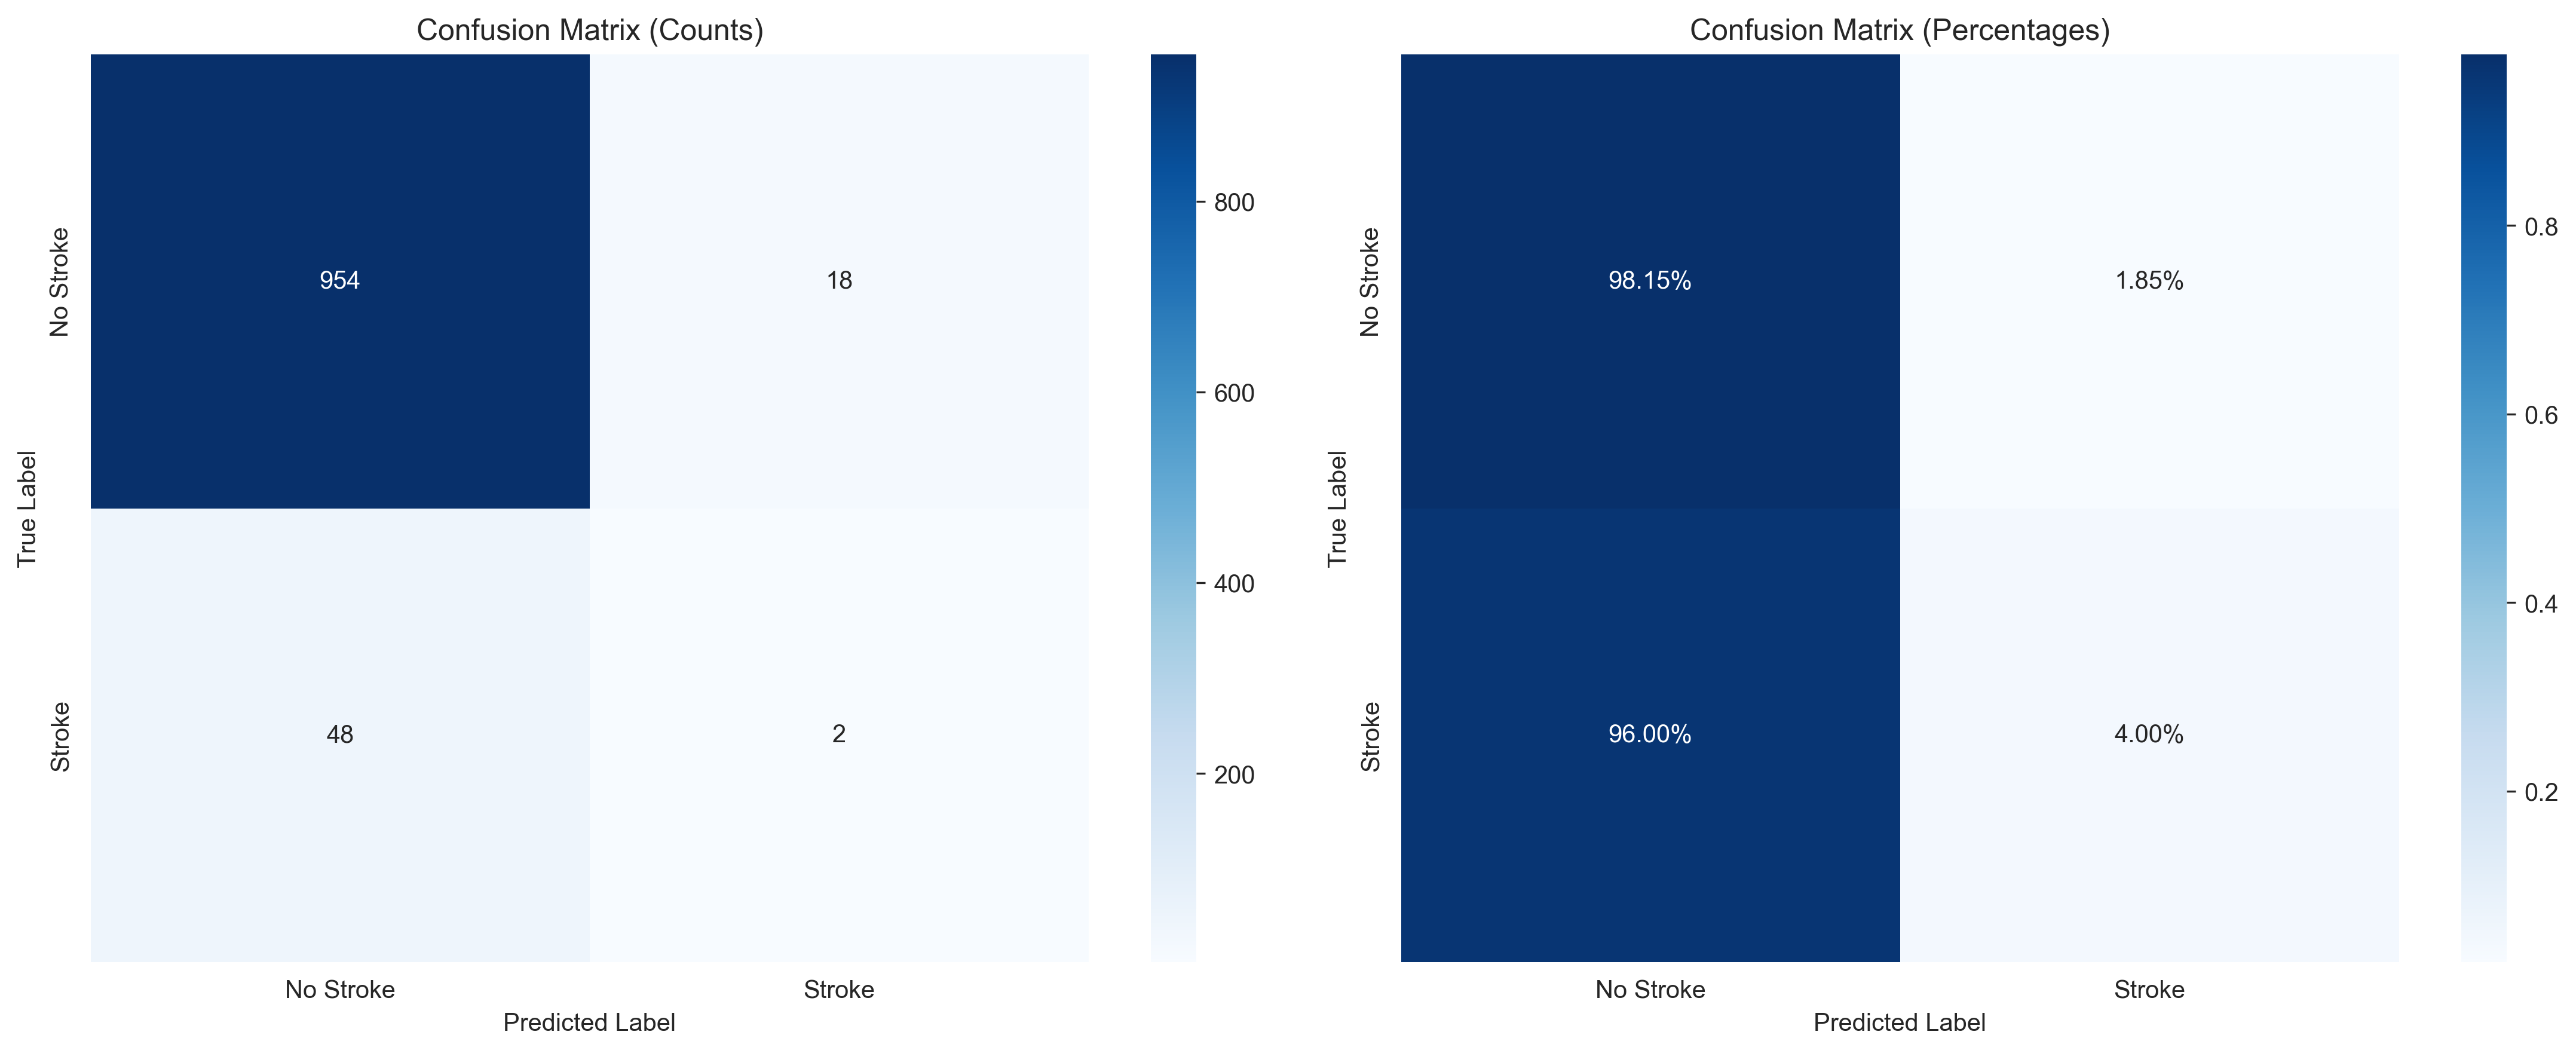 Confusion Matrix (Counts)
True Label
No Stroke
Stroke
954
18
48
2
No Stroke
Stroke
Predicted Label
800
600
400
200
Confusion Matrix (Percentages)
True Label
No Stroke
Stroke
98.15%
1.85%
96.00%
4.00%
No Stroke
Stroke
Predicted Label
0.8
0.6
0.4
0.2